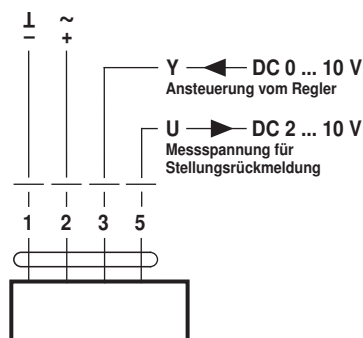 ⊥ ~
− +
Y DC 0 ... 10 V
Ansteuerung vom Regler
U DC 2 ... 10 V
Messspannung für
Stellungsrückmeldung
1 2 3 5